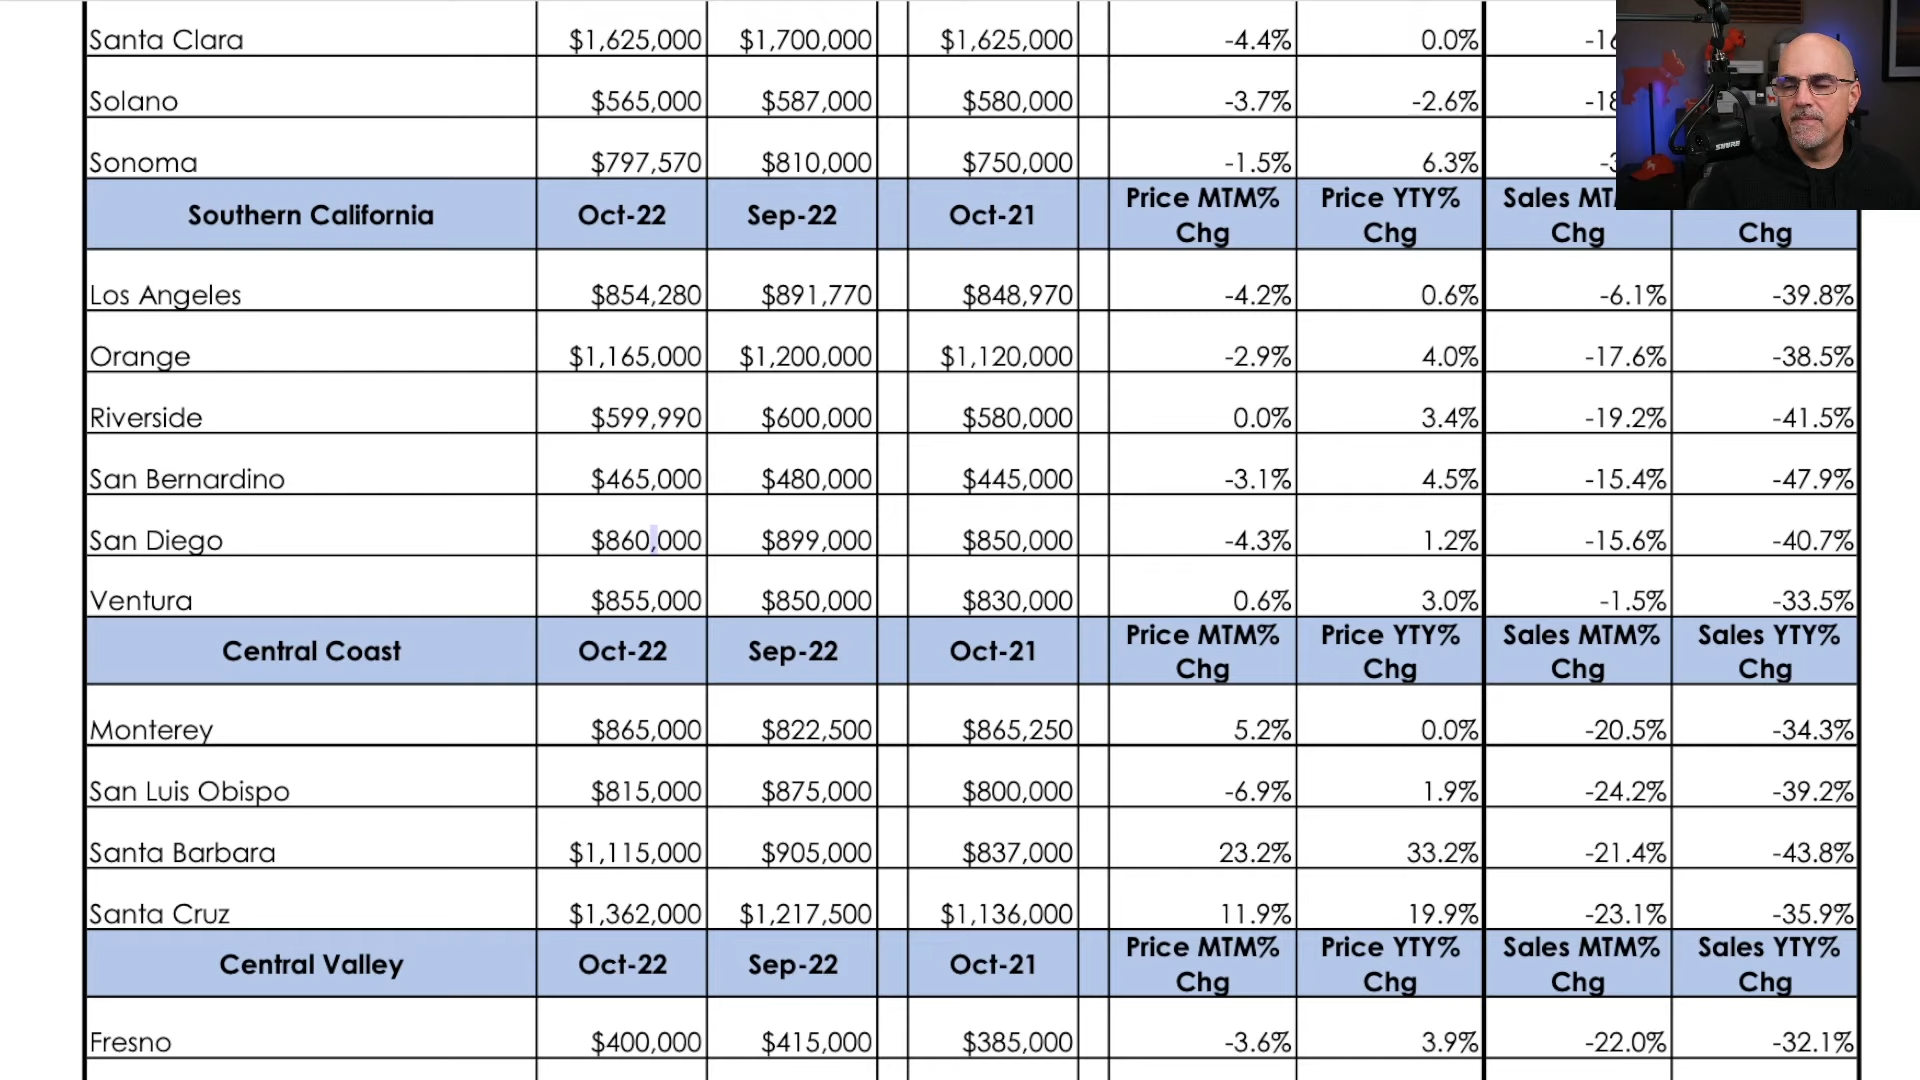 Santa Clara $1,625,000 $1,700,000 $1,625,000 -4.4% 0.0%
Solano $565,000 $587,000 $580,000 -3.7% -2.6%
Sonoma $797,570 $810,000 $750,000 -1.5% 6.3%
Southern California Oct-22 Sep-22 Oct-21 Price MTM% Chg Price YTY% Chg Sales Chg Chg
Los Angeles $854,280 $891,770 $848,970 -4.2% 0.6% -6.1% -39.8%
Orange $1,165,000 $1,200,000 $1,120,000 -2.9% 4.0% -17.6% -38.5%
Riverside $599,990 $600,000 $580,000 0.0% 3.4% -19.2% -41.5%
San Bernardino $465,000 $480,000 $445,000 -3.1% 4.5% -15.4% -47.9%
San Diego $860,000 $899,000 $850,000 -4.3% 1.2% -15.6% -40.7%
Ventura $855,000 $850,000 $830,000 0.6% 3.0% -1.5% -33.5%
Central Coast Oct-22 Sep-22 Oct-21 Price MTM% Chg Price YTY% Chg Sales MTM% Chg Sales YTY% Chg
Monterey $865,000 $822,500 $865,250 5.2% 0.0% -20.5% -34.3%
San Luis Obispo $815,000 $875,000 $800,000 -6.9% 1.9% -24.2% -39.2%
Santa Barbara $1,115,000 $905,000 $837,000 23.2% 33.2% -21.4% -43.8%
Santa Cruz $1,362,000 $1,217,500 $1,136,000 11.9% 19.9% -23.1% -35.9%
Central Valley Oct-22 Sep-22 Oct-21 Price MTM% Chg Price YTY% Chg Sales MTM% Chg Sales YTY% Chg
Fresno $400,000 $415,000 $385,000 -3.6% 3.9% -22.0% -32.1%
SHURE